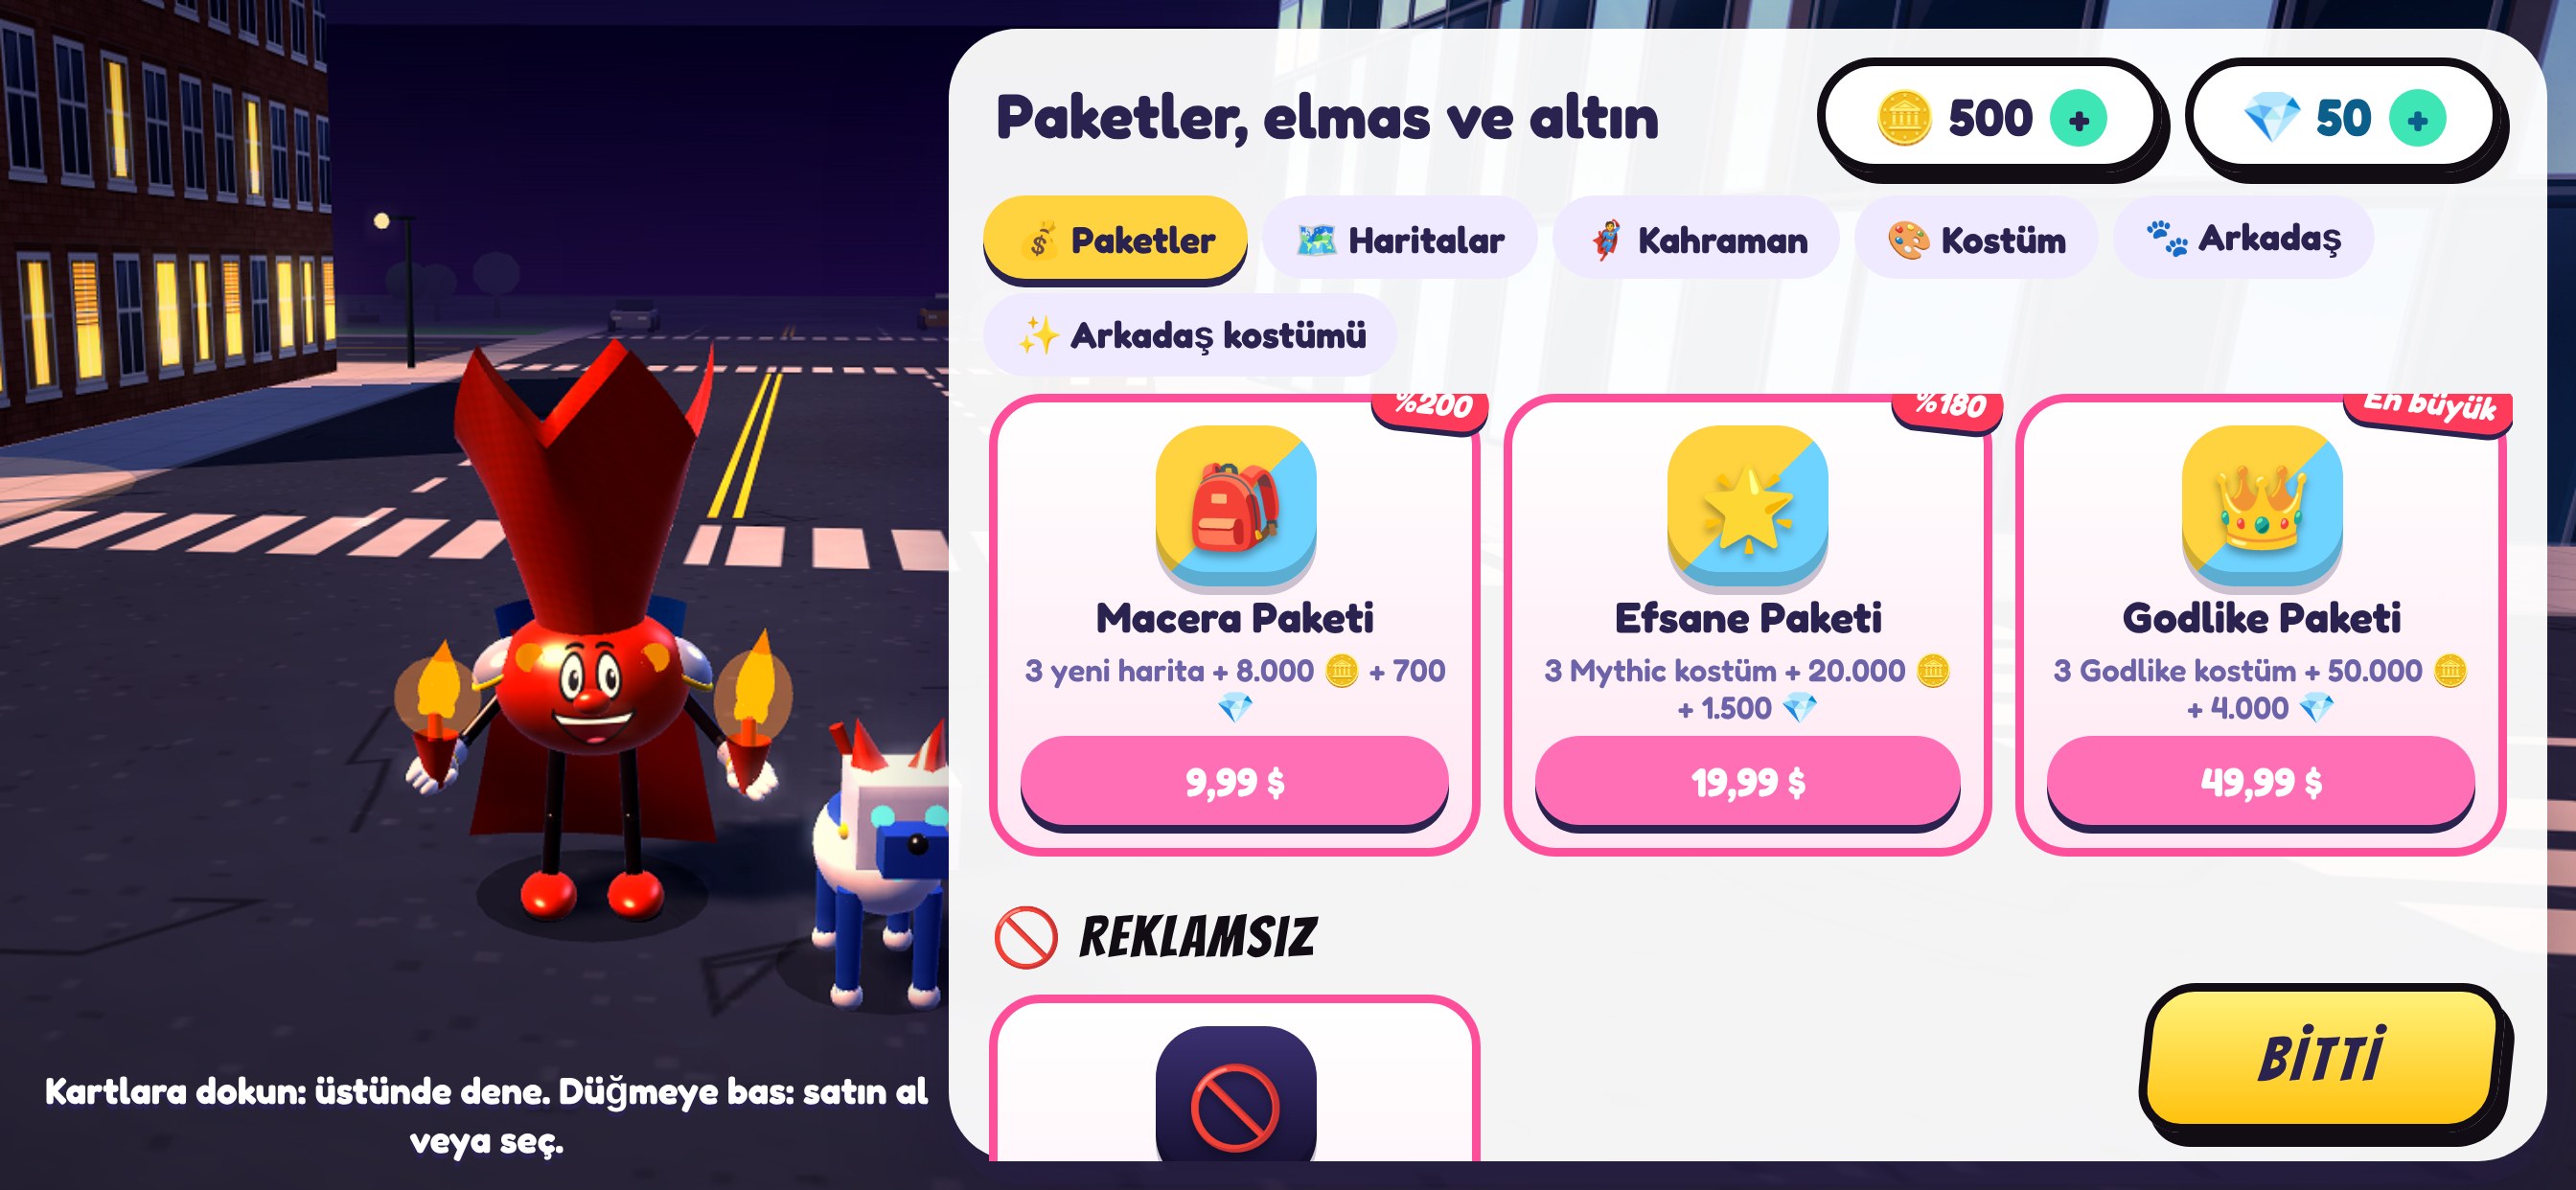 Paketler, elmas ve altın
500 +
50 +
Paketler
Haritalar
Kahraman
Kostüm
Arkadaş
Arkadaş kostümü
%200
%180
En büyük
Macera Paketi
3 yeni harita + 8.000 + 700
9,99 $
Efsane Paketi
3 Mythic kostüm + 20.000
+ 1.500
19,99 $
Godlike Paketi
3 Godlike kostüm + 50.000
+ 4.000
49,99 $
REKLAMSIZ
BİTTİ
Kartlara dokun: üstünde dene. Düğmeye bas: satın al
veya seç.